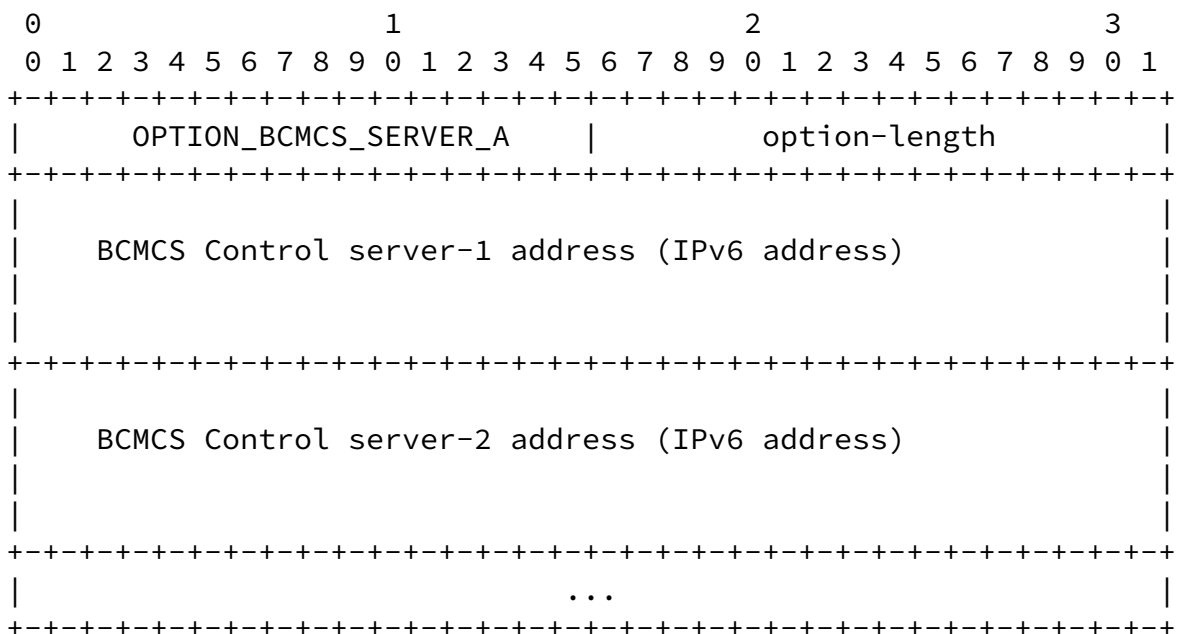 0                   1                   2                   3
0 1 2 3 4 5 6 7 8 9 0 1 2 3 4 5 6 7 8 9 0 1 2 3 4 5 6 7 8 9 0 1
+-+-+-+-+-+-+-+-+-+-+-+-+-+-+-+-+-+-+-+-+-+-+-+-+-+-+-+-+-+-+-+-+
|      OPTION_BCMCS_SERVER_A    |         option-length         |
+-+-+-+-+-+-+-+-+-+-+-+-+-+-+-+-+-+-+-+-+-+-+-+-+-+-+-+-+-+-+-+-+
|                                                               |
|    BCMCS Control server-1 address (IPv6 address)              |
|                                                               |
|                                                               |
+-+-+-+-+-+-+-+-+-+-+-+-+-+-+-+-+-+-+-+-+-+-+-+-+-+-+-+-+-+-+-+-+
|                                                               |
|    BCMCS Control server-2 address (IPv6 address)              |
|                                                               |
|                                                               |
+-+-+-+-+-+-+-+-+-+-+-+-+-+-+-+-+-+-+-+-+-+-+-+-+-+-+-+-+-+-+-+-+
|                              ...                              |
+-+-+-+-+-+-+-+-+-+-+-+-+-+-+-+-+-+-+-+-+-+-+-+-+-+-+-+-+-+-+-+-+